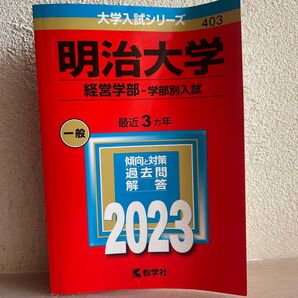 大学入試シリーズ
403
明治大学
経営学部-学部別入試
一般
最近3カ年
傾向と対策
過去問
解答
2023
数学社